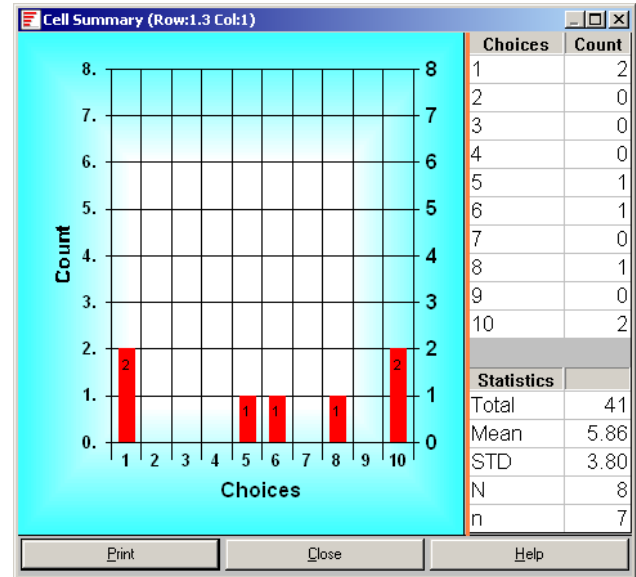 Cell Summary (Row:1.3 Col:1)
Choices Count
1 2
2 0
3 0
4 0
5 1
6 1
7 0
8 1
9 0
10 2
Statistics
Total 41
Mean 5.86
STD 3.80
N 8
n 7
8. 8
7. 7
6. 6
5. 5
4. 4
3. 3
2. 2
1. 1
0. 0
Count
2 1 1 1 2
1 2 3 4 5 6 7 8 9 10
Choices
Print Close Help